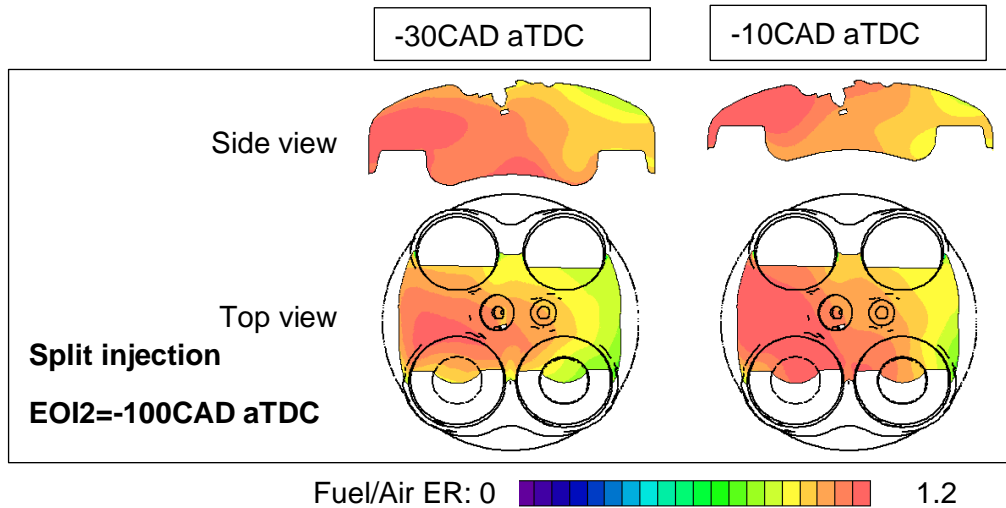 -30CAD aTDC
-10CAD aTDC
Side view
Top view
Split injection
EOI2=-100CAD aTDC
Fuel/Air ER: 0
1.2